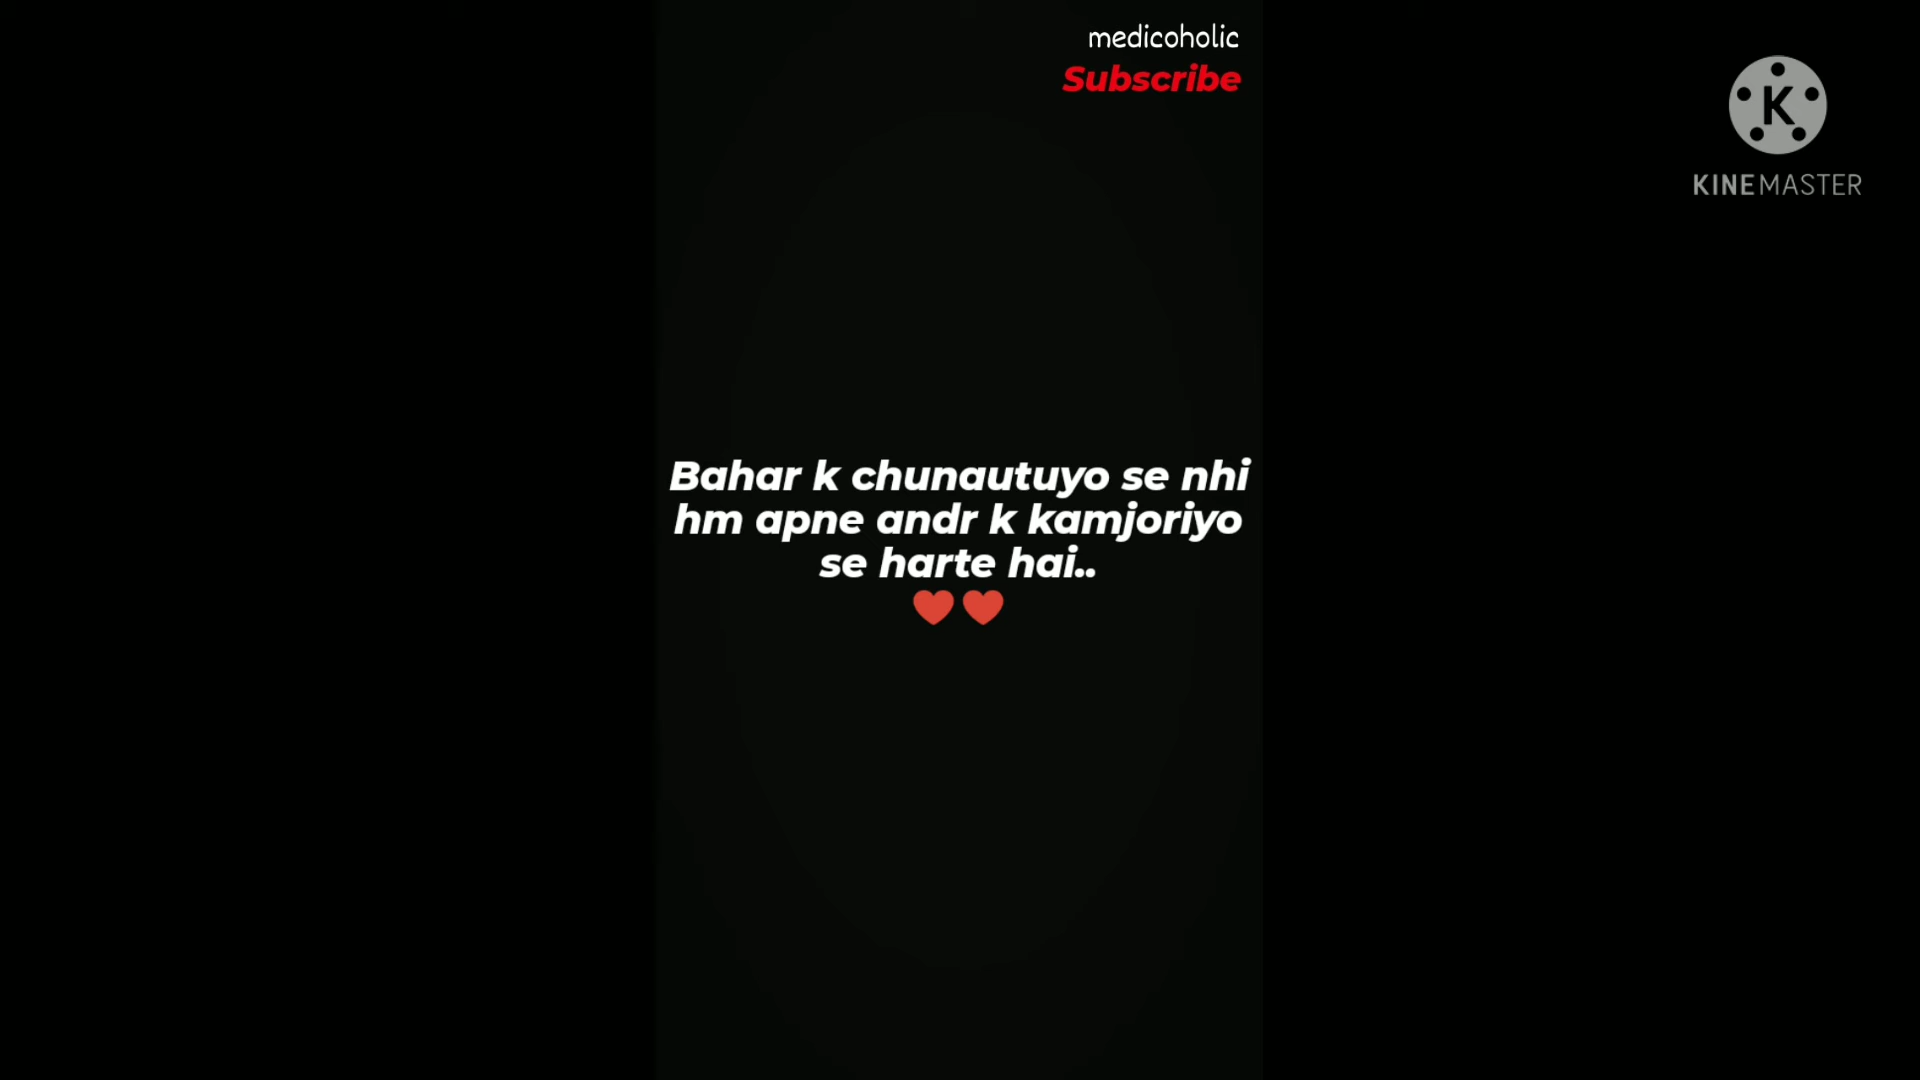 medicoholic
Subscribe
K
KINEMASTER
Bahar k chunautuyo se nhi
hm apne andr k kamjoriyo
se harte hai..
❤️❤️